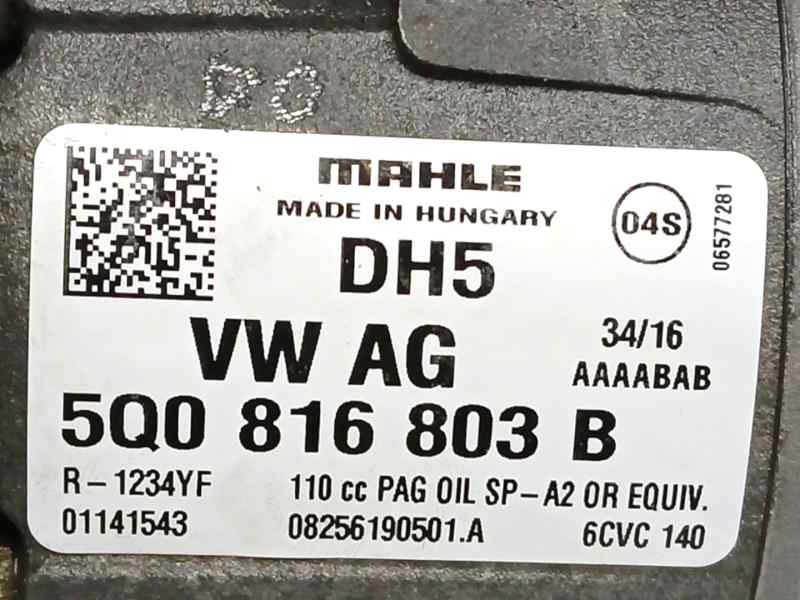 DO
MAHLE
MADE IN HUNGARY
04S
06577281
DH5
VW AG
34/16
AAAABAB
5Q0 816 803 B
R-1234YF 110 cc PAG OIL SP-A2 OR EQUIV.
01141543 08256190501.A 6CVC 140